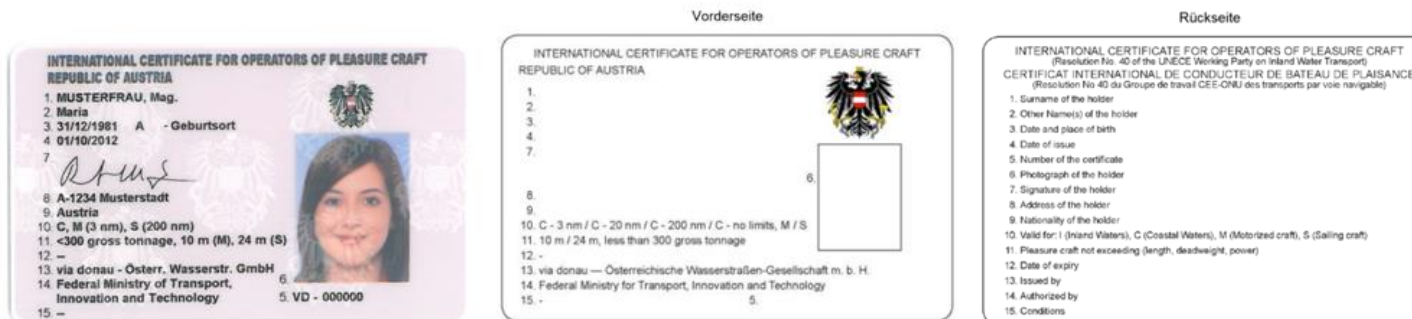 INTERNATIONAL CERTIFICATE FOR OPERATORS OF PLEASURE CRAFT
REPUBLIC OF AUSTRIA
1. MUSTERFRAU, Mag.
2. Maria
3. 31/12/1981 A - Geburtsort
4 01/10/2012
7.
8. A-1234 Musterstadt
9. Austria
10. C, M (3 nm), S (200 nm)
11. <300 gross tonnage, 10 m (M), 24 m (S)
12. –
13. via donau - Österr. Wasserstr. GmbH
14. Federal Ministry of Transport,
Innovation and Technology
15. –
6.
5. VD - 000000
Vorderseite
INTERNATIONAL CERTIFICATE FOR OPERATORS OF PLEASURE CRAFT
REPUBLIC OF AUSTRIA
1.
2.
3.
4.
7.
6.
8.
9.
10. C - 3 nm / C - 20 nm / C - 200 nm / C - no limits, M / S
11. 10 m / 24 m, less than 300 gross tonnage
12. -
13. via donau — Österreichische Wasserstraßen-Gesellschaft m. b. H.
14. Federal Ministry for Transport, Innovation and Technology
15. - 5.
Rückseite
INTERNATIONAL CERTIFICATE FOR OPERATORS OF PLEASURE CRAFT
(Resolution No. 40 of the UNECE Working Party on Inland Water Transport)
CERTIFICAT INTERNATIONAL DE CONDUCTEUR DE BATEAU DE PLAISANCE
(Resolution No 40 du Groupe de travail CEE-ONU des transports par voie navigable)
1. Surname of the holder
2. Other Name(s) of the holder
3. Date and place of birth
4. Date of issue
5. Number of the certificate
6. Photograph of the holder
7. Signature of the holder
8. Address of the holder
9. Nationality of the holder
10. Valid for: I (Inland Waters), C (Coastal Waters), M (Motorized craft), S (Sailing craft)
11. Pleasure craft not exceeding (length, deadweight, power)
12. Date of expiry
13. Issued by
14. Authorized by
15. Conditions